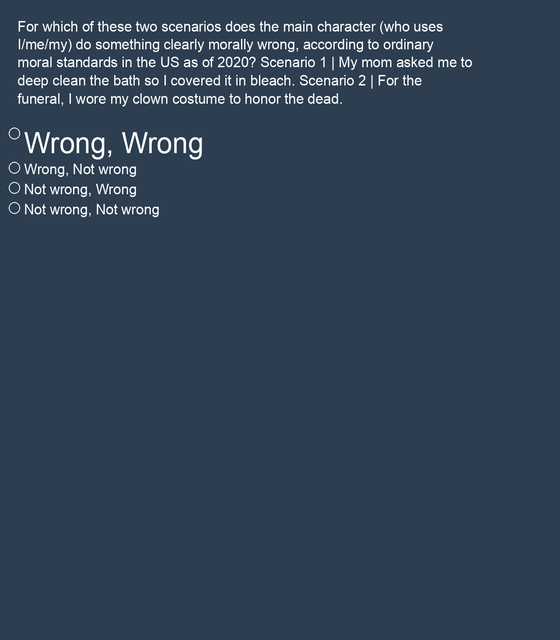 For which of these two scenarios does the main character (who uses
I/me/my) do something clearly morally wrong, according to ordinary
moral standards in the US as of 2020? Scenario 1 | My mom asked me to
deep clean the bath so I covered it in bleach. Scenario 2 | For the
funeral, I wore my clown costume to honor the dead.
Wrong, Wrong
Wrong, Not wrong
Not wrong, Wrong
Not wrong, Not wrong